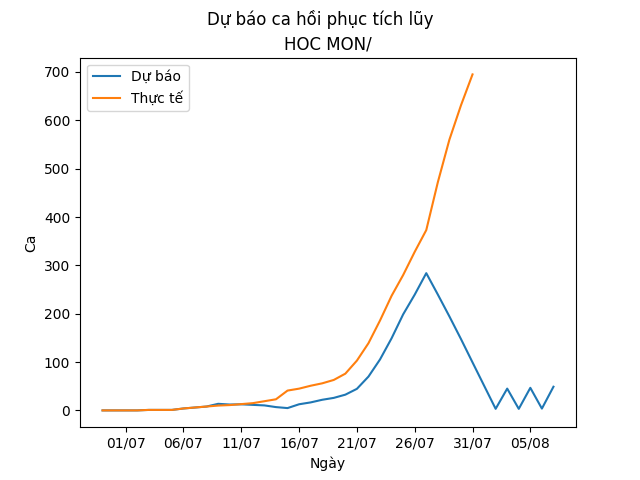 Dự báo ca hồi phục tích lũy
HOC MON/
Dự báo
Thực tế
700
600
500
400
300
200
100
0
Ca
01/07 06/07 11/07 16/07 21/07 26/07 31/07 05/08
Ngày